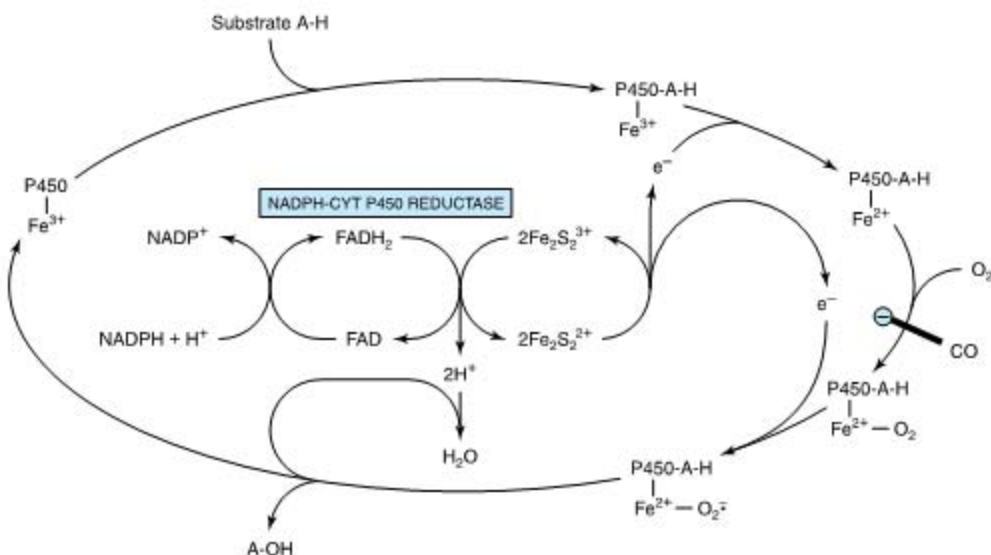 Substrate A-H
P450-A-H
Fe³⁺
e⁻
P450-A-H
Fe²⁺
P450
Fe³⁺
NADPH-CYT P450 REDUCTASE
NADP⁺
FADH₂
2Fe₂S₂³⁺
O₂
e⁻
NADPH + H⁺
FAD
2Fe₂S₂²⁺
CO
2H⁺
P450-A-H
Fe²⁺—O₂
H₂O
P450-A-H
Fe²⁺—O₂⁻
A-OH